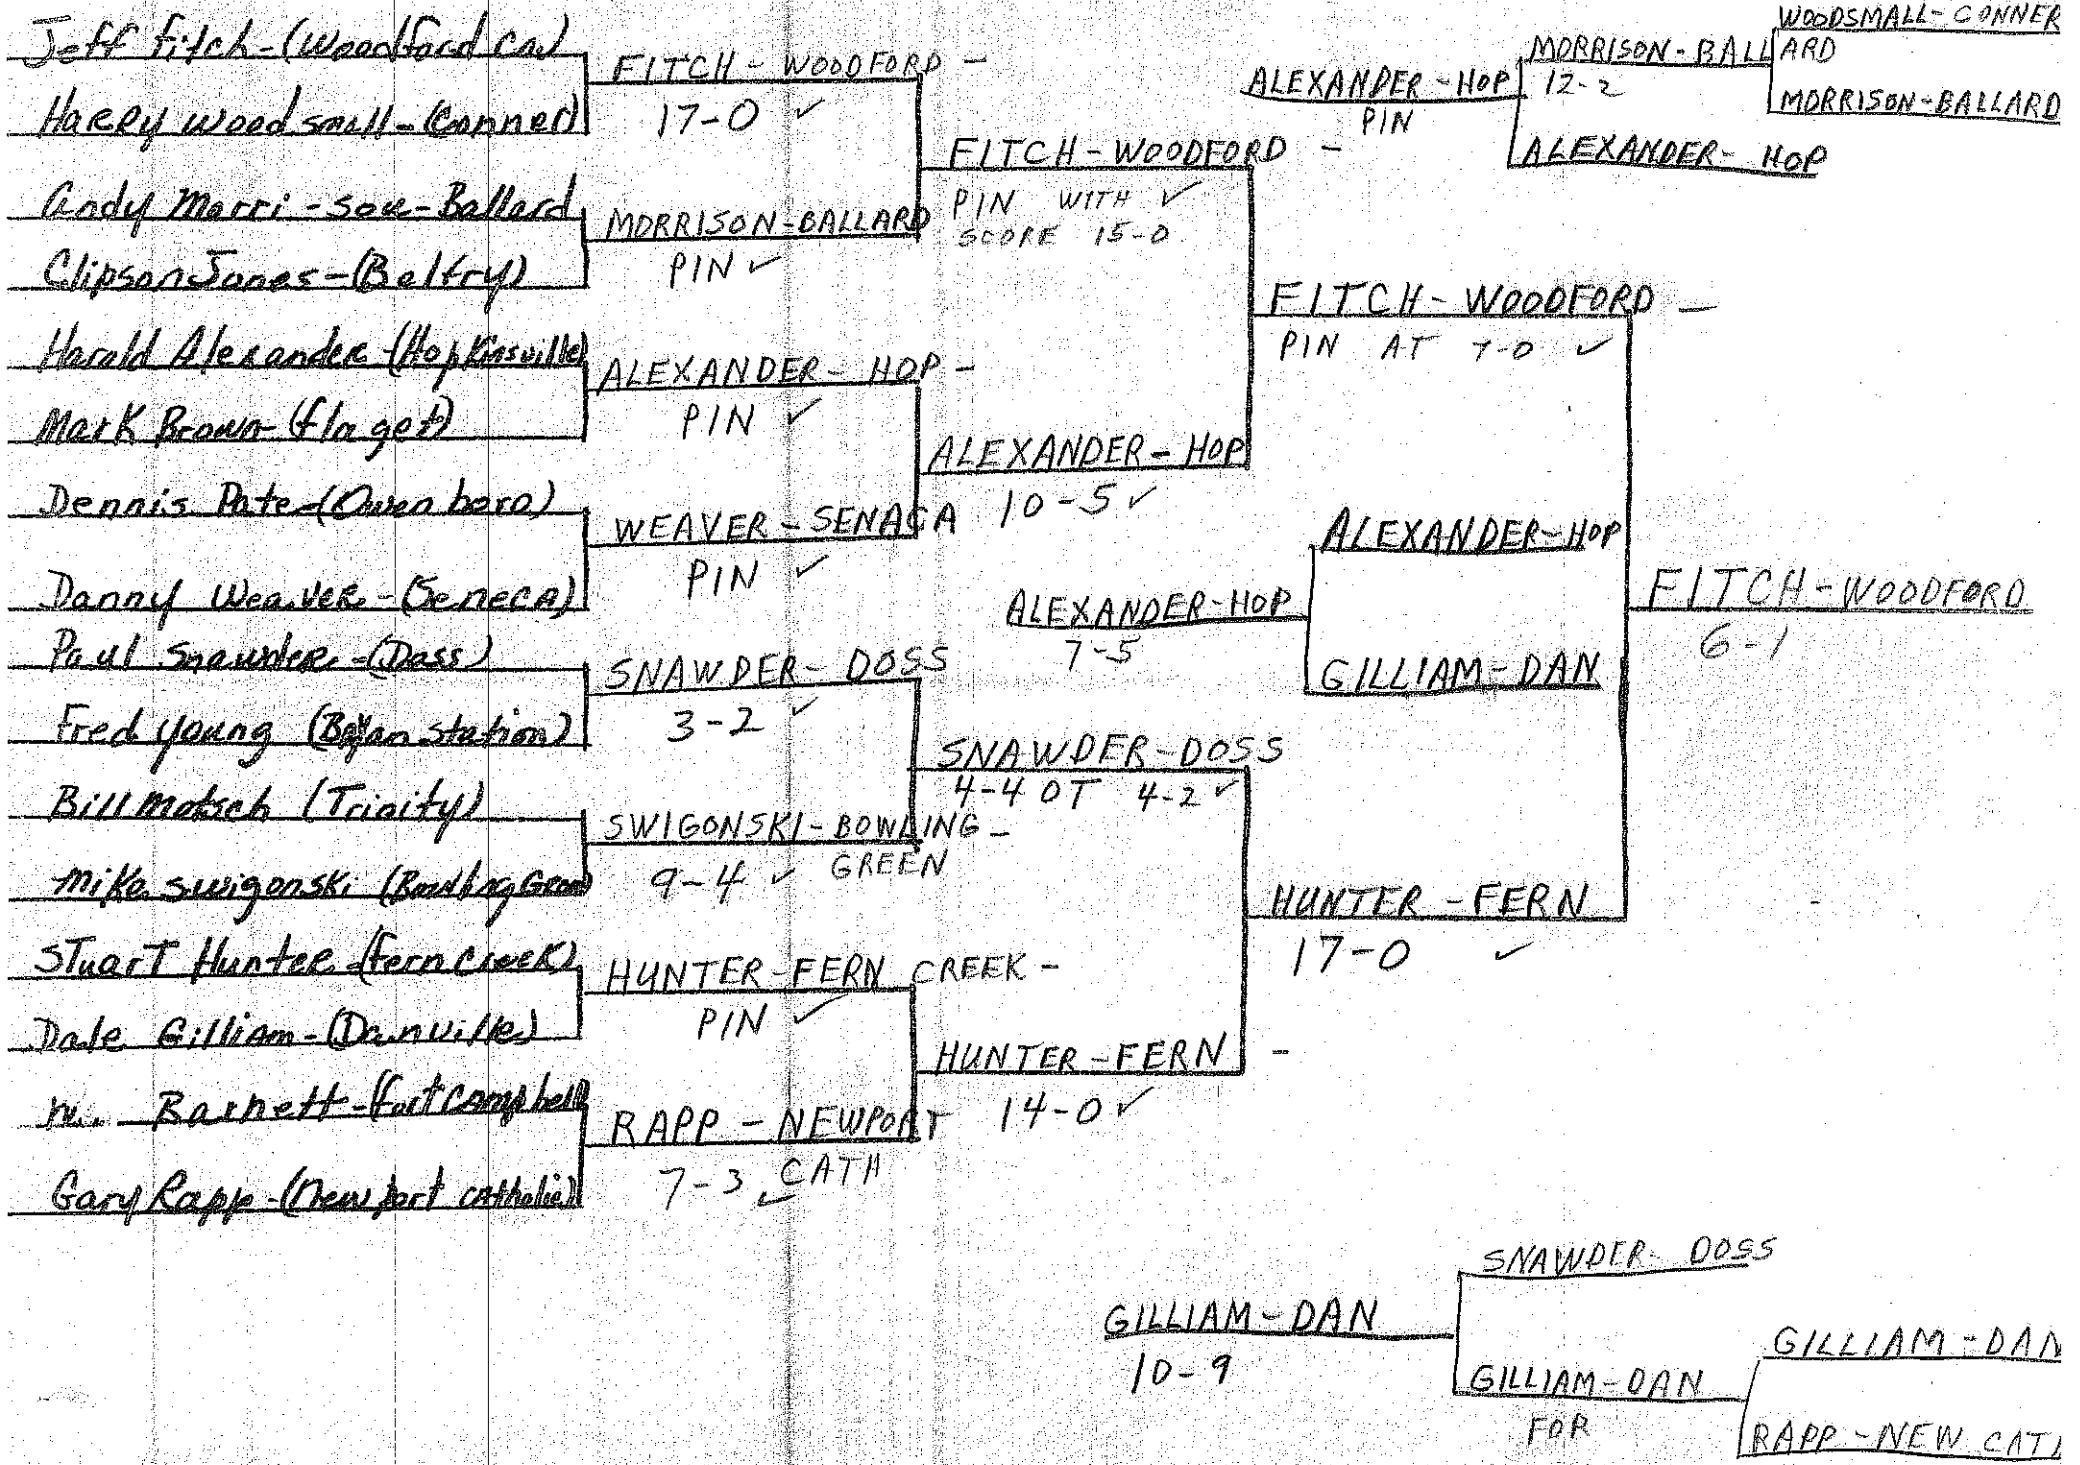 Jeff Fitch-(Woodford Co.)
Harry Woodsmall-(Conner)
Andy Morri-son-Ballard
Clipson Jones-(Belfry)
Harold Alexander-(Hopkinsville)
Mark Brown-(Flaget)
Dennis Pate-(Owenboro)
Danny Weaver-(Seneca)
Paul Snawder-(Doss)
Fred Young (Bryan Station)
Bill Motsch (Trinity)
Mike Swigonski (Bowling Green)
Stuart Hunter-(Fern Creek)
Dale Gilliam-(Danville)
M. Barnett-(Fort Campbell)
Gary Rapp-(Newport Catholic)
FITCH - WOODFORD -
17-0 ✓
MORRISON-BALLARD
PIN ✓
ALEXANDER - HOP -
PIN ✓
WEAVER - SENACA
PIN ✓
SNAWDER - DOSS
3-2 ✓
SWIGONSKI - BOWLING -
GREEN
9-4 ✓
HUNTER-FERN CREEK -
PIN ✓
RAPP - NEWPORT
CATH
7-3 ✓
FITCH-WOODFORD -
PIN WITH ✓
SCORE 15-0
ALEXANDER - HOP
10-5 ✓
SNAWDER-DOSS
4-4 OT 4-2 ✓
HUNTER-FERN -
14-0 ✓
FITCH-WOODFORD -
PIN AT 7-0 ✓
HUNTER - FERN
17-0 ✓
FITCH-WOODFORD
6-1
WOODSMALL-CONNER
MORRISON-BALLARD
MORRISON-BALLARD
12-2
ALEXANDER-HOP
ALEXANDER-HOP
PIN
ALEXANDER-HOP
GILLIAM-DAN
ALEXANDER-HOP
7-5
SNAWDER-DOSS
GILLIAM-DAN
10-9
GILLIAM-DAN
FOR
GILLIAM-DAN
RAPP-NEW CATH